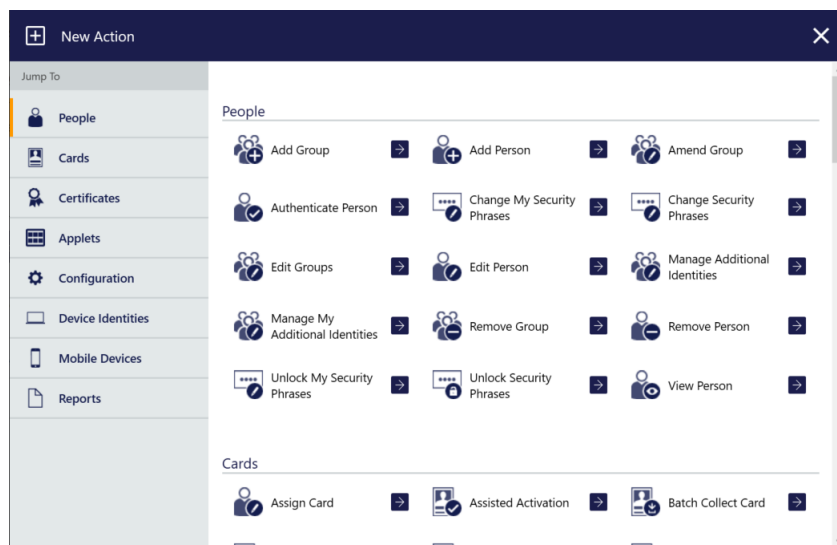 New Action
Jump To
People
Cards
Certificates
Applets
Configuration
Device Identities
Mobile Devices
Reports
People
Add Group
Add Person
Amend Group
Authenticate Person
Change My Security
Phrases
Change Security
Phrases
Edit Groups
Edit Person
Manage Additional
Identities
Manage My
Additional Identities
Remove Group
Remove Person
Unlock My Security
Phrases
Unlock Security
Phrases
View Person
Cards
Assign Card
Assisted Activation
Batch Collect Card